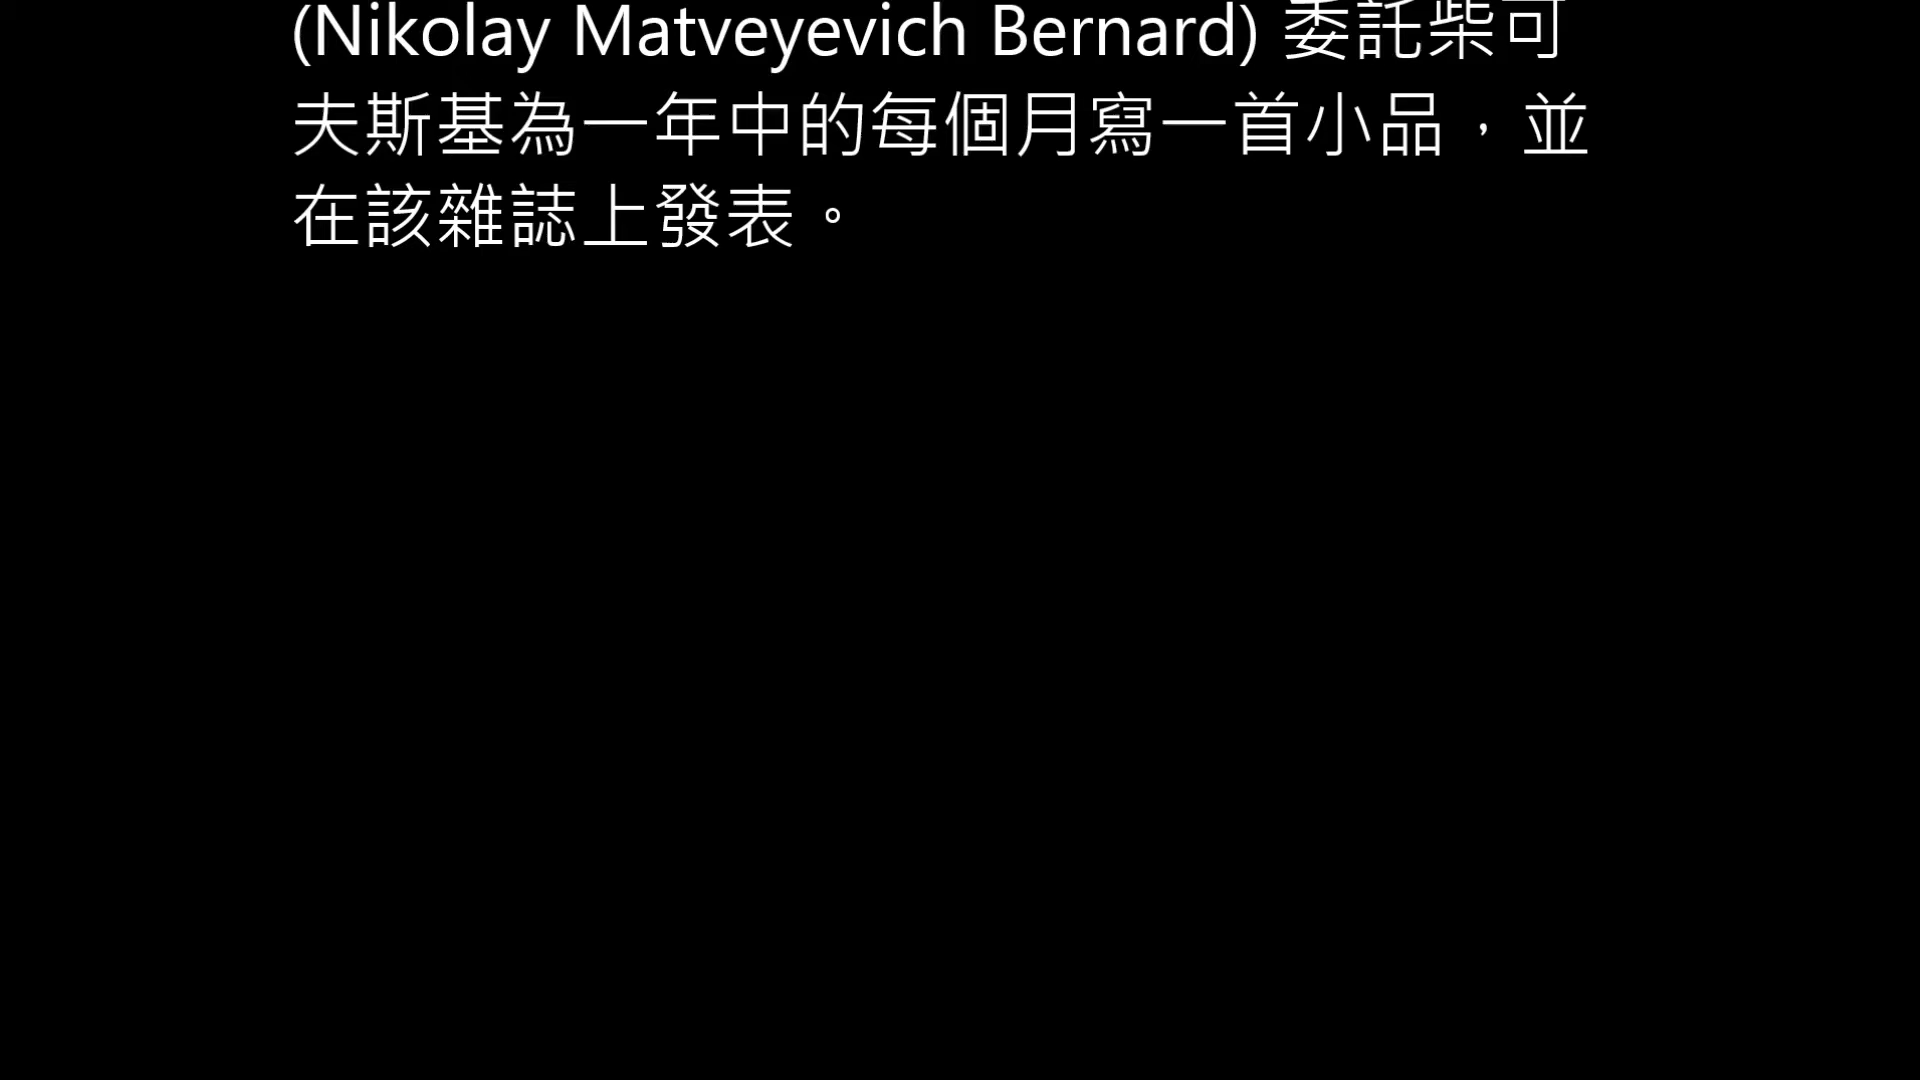 (Nikolay Matveyevich Bernard) 委託柴可
夫斯基為一年中的每個月寫一首小品，並
在該雜誌上發表。